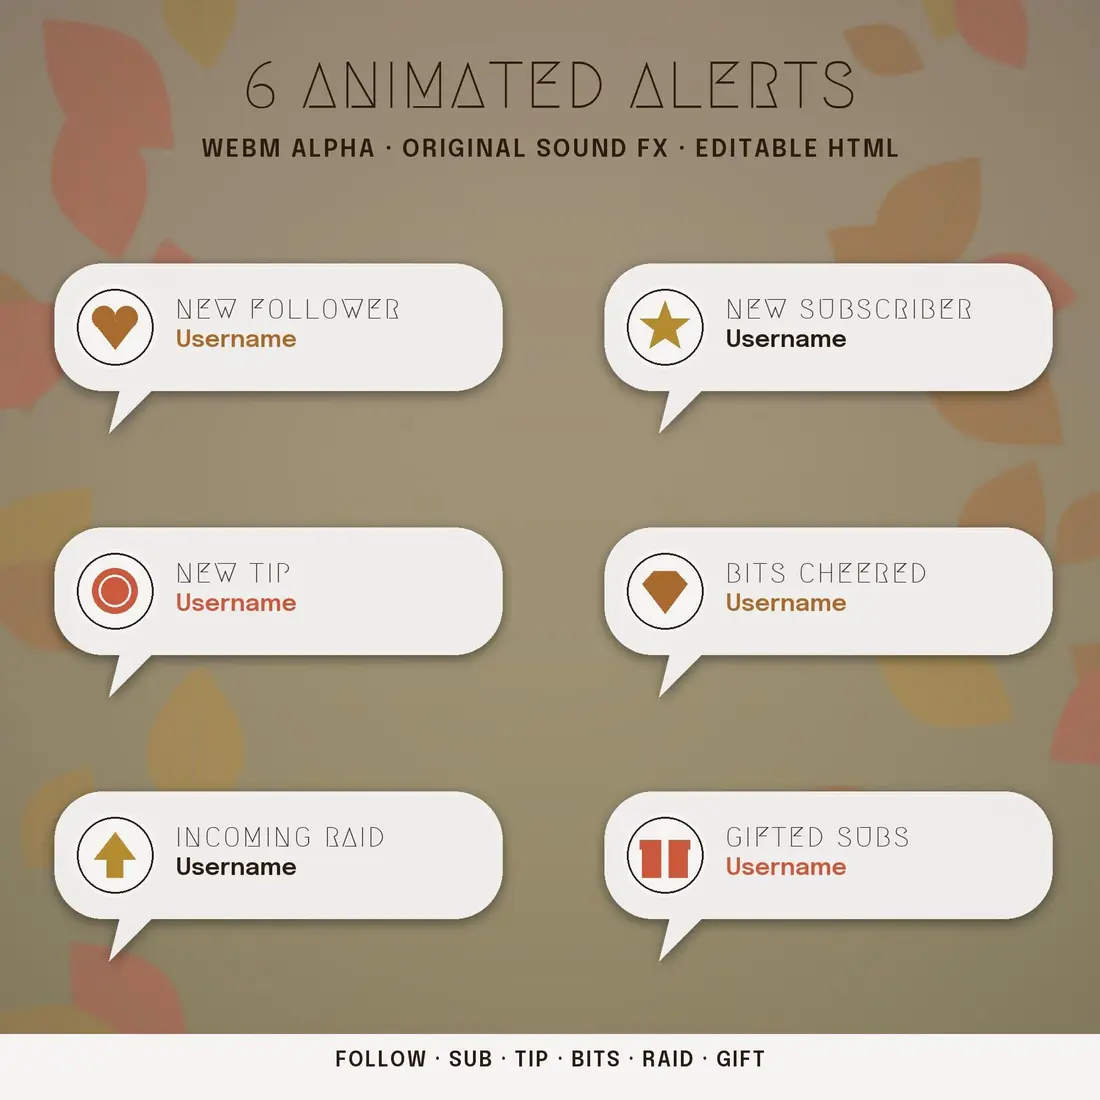 6 ANIMATED ALERTS
WEBM ALPHA · ORIGINAL SOUND FX · EDITABLE HTML
NEW FOLLOWER
Username
NEW SUBSCRIBER
Username
NEW TIP
Username
BITS CHEERED
Username
INCOMING RAID
Username
GIFTED SUBS
Username
FOLLOW · SUB · TIP · BITS · RAID · GIFT